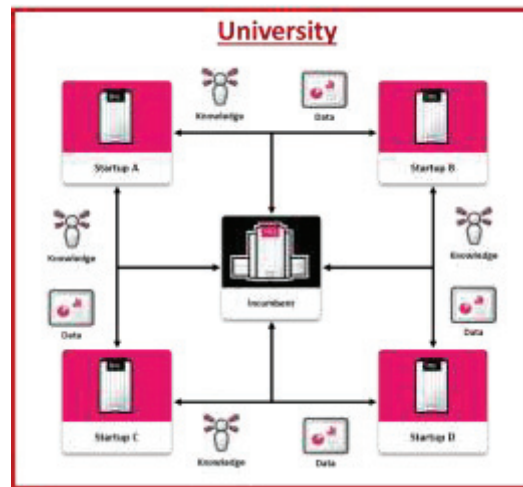 University
Knowledge
Data
Startup A
Startup B
Knowledge
Knowledge
Incumbent
Data
Data
Startup C
Startup D
Knowledge
Data